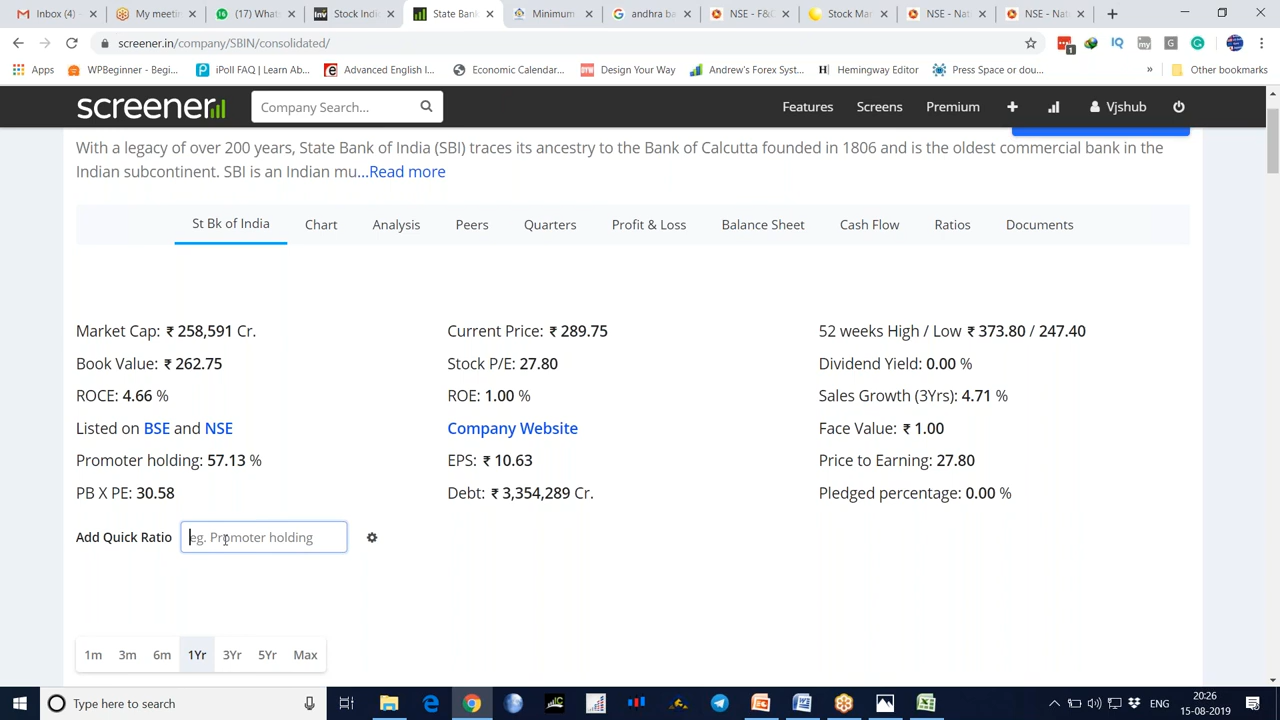 Inbox (4)
My meetin
(17) What
Stock Indi
State Bank
Minimum
andhra ba
NSE - F&C
Stock Mar
NSE - Nat
NSE - Nat
screener.in/company/SBIN/consolidated/
Apps
WPBeginner - Begi...
iPoll FAQ | Learn Ab...
Advanced English I...
Economic Calendar...
Design Your Way
Andrew's Forex Syst...
Hemingway Editor
Press Space or dou...
»
Other bookmarks
screener
Company Search...
Features
Screens
Premium
Vjshub
With a legacy of over 200 years, State Bank of India (SBI) traces its ancestry to the Bank of Calcutta founded in 1806 and is the oldest commercial bank in the
Indian subcontinent. SBI is an Indian mu...Read more
St Bk of India
Chart
Analysis
Peers
Quarters
Profit & Loss
Balance Sheet
Cash Flow
Ratios
Documents
Market Cap: ₹ 258,591 Cr.
Current Price: ₹ 289.75
52 weeks High / Low ₹ 373.80 / 247.40
Book Value: ₹ 262.75
Stock P/E: 27.80
Dividend Yield: 0.00 %
ROCE: 4.66 %
ROE: 1.00 %
Sales Growth (3Yrs): 4.71 %
Listed on BSE and NSE
Company Website
Face Value: ₹ 1.00
Promoter holding: 57.13 %
EPS: ₹ 10.63
Price to Earning: 27.80
PB X PE: 30.58
Debt: ₹ 3,354,289 Cr.
Pledged percentage: 0.00 %
Add Quick Ratio
eg. Promoter holding
1m
3m
6m
1Yr
3Yr
5Yr
Max
Type here to search
ENG
20:26
15-08-2019